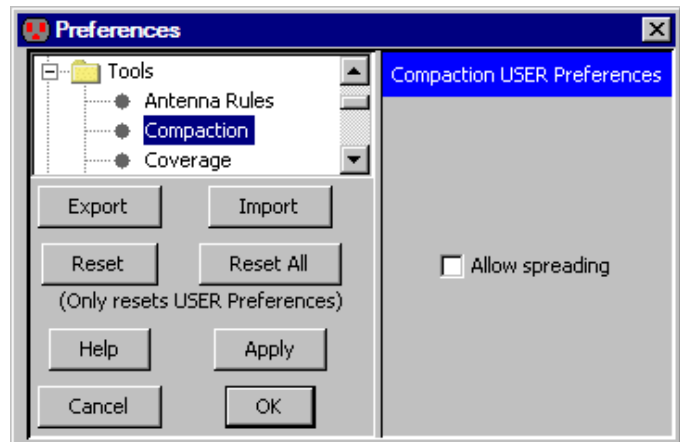 Preferences
Tools
Antenna Rules
Compaction
Coverage
Export Import
Reset Reset All
(Only resets USER Preferences)
Help Apply
Cancel OK
Compaction USER Preferences
Allow spreading